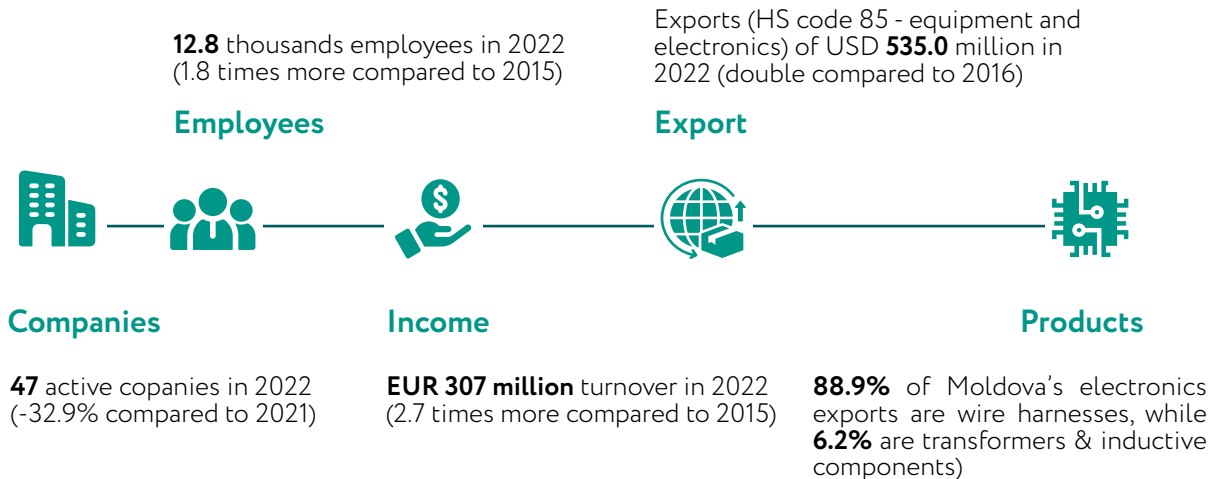 12.8 thousands employees in 2022
(1.8 times more compared to 2015)
Employees
Exports (HS code 85 - equipment and
electronics) of USD 535.0 million in
2022 (double compared to 2016)
Export
$
Companies
47 active copanies in 2022
(-32.9% compared to 2021)
Income
EUR 307 million turnover in 2022
(2.7 times more compared to 2015)
Products
88.9% of Moldova's electronics
exports are wire harnesses, while
6.2% are transformers & inductive
components)